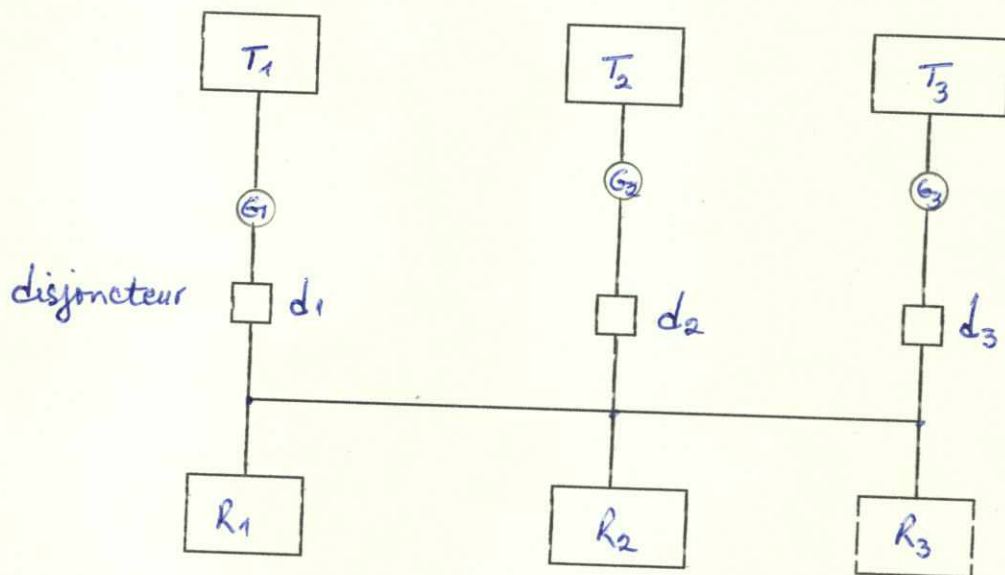 T1 T2 T3
G1 G2 G3
disjoncteur d1 d2 d3
R1 R2 R3